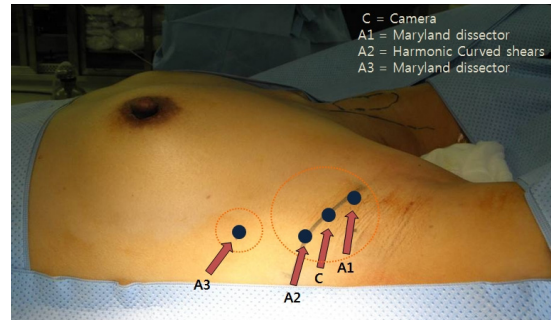 C = Camera
A1 = Maryland dissector
A2 = Harmonic Curved shears
A3 = Maryland dissector
A1
C
A3
A2